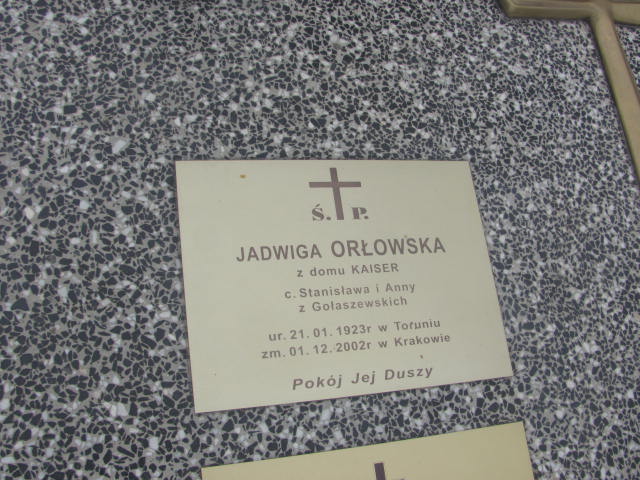 Ś. P.
JADWIGA ORŁOWSKA
z domu KAISER
c. Stanisława i Anny
z Gołaszewskich
ur. 21. 01. 1923r w Toruniu
zm. 01. 12. 2002r w Krakowie
Pokój Jej Duszy